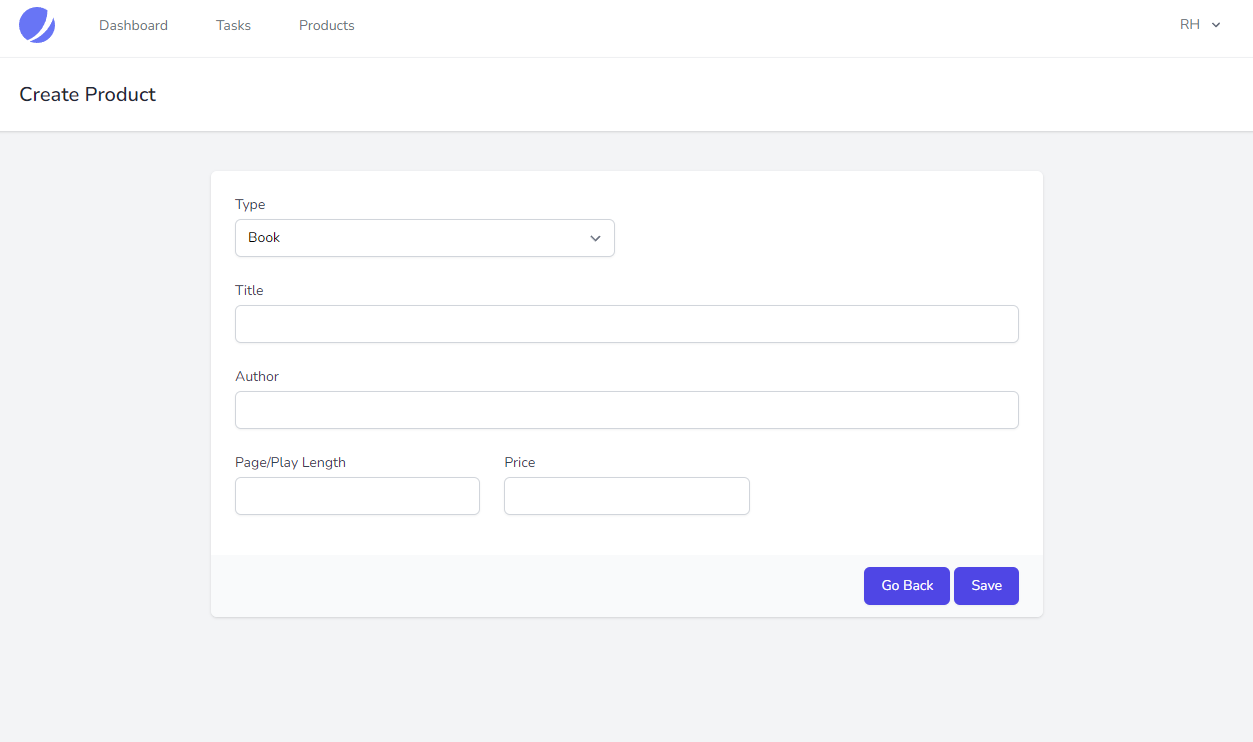 Dashboard Tasks Products RH
Create Product
Type
Book
Title
Author
Page/Play Length Price
Go Back Save